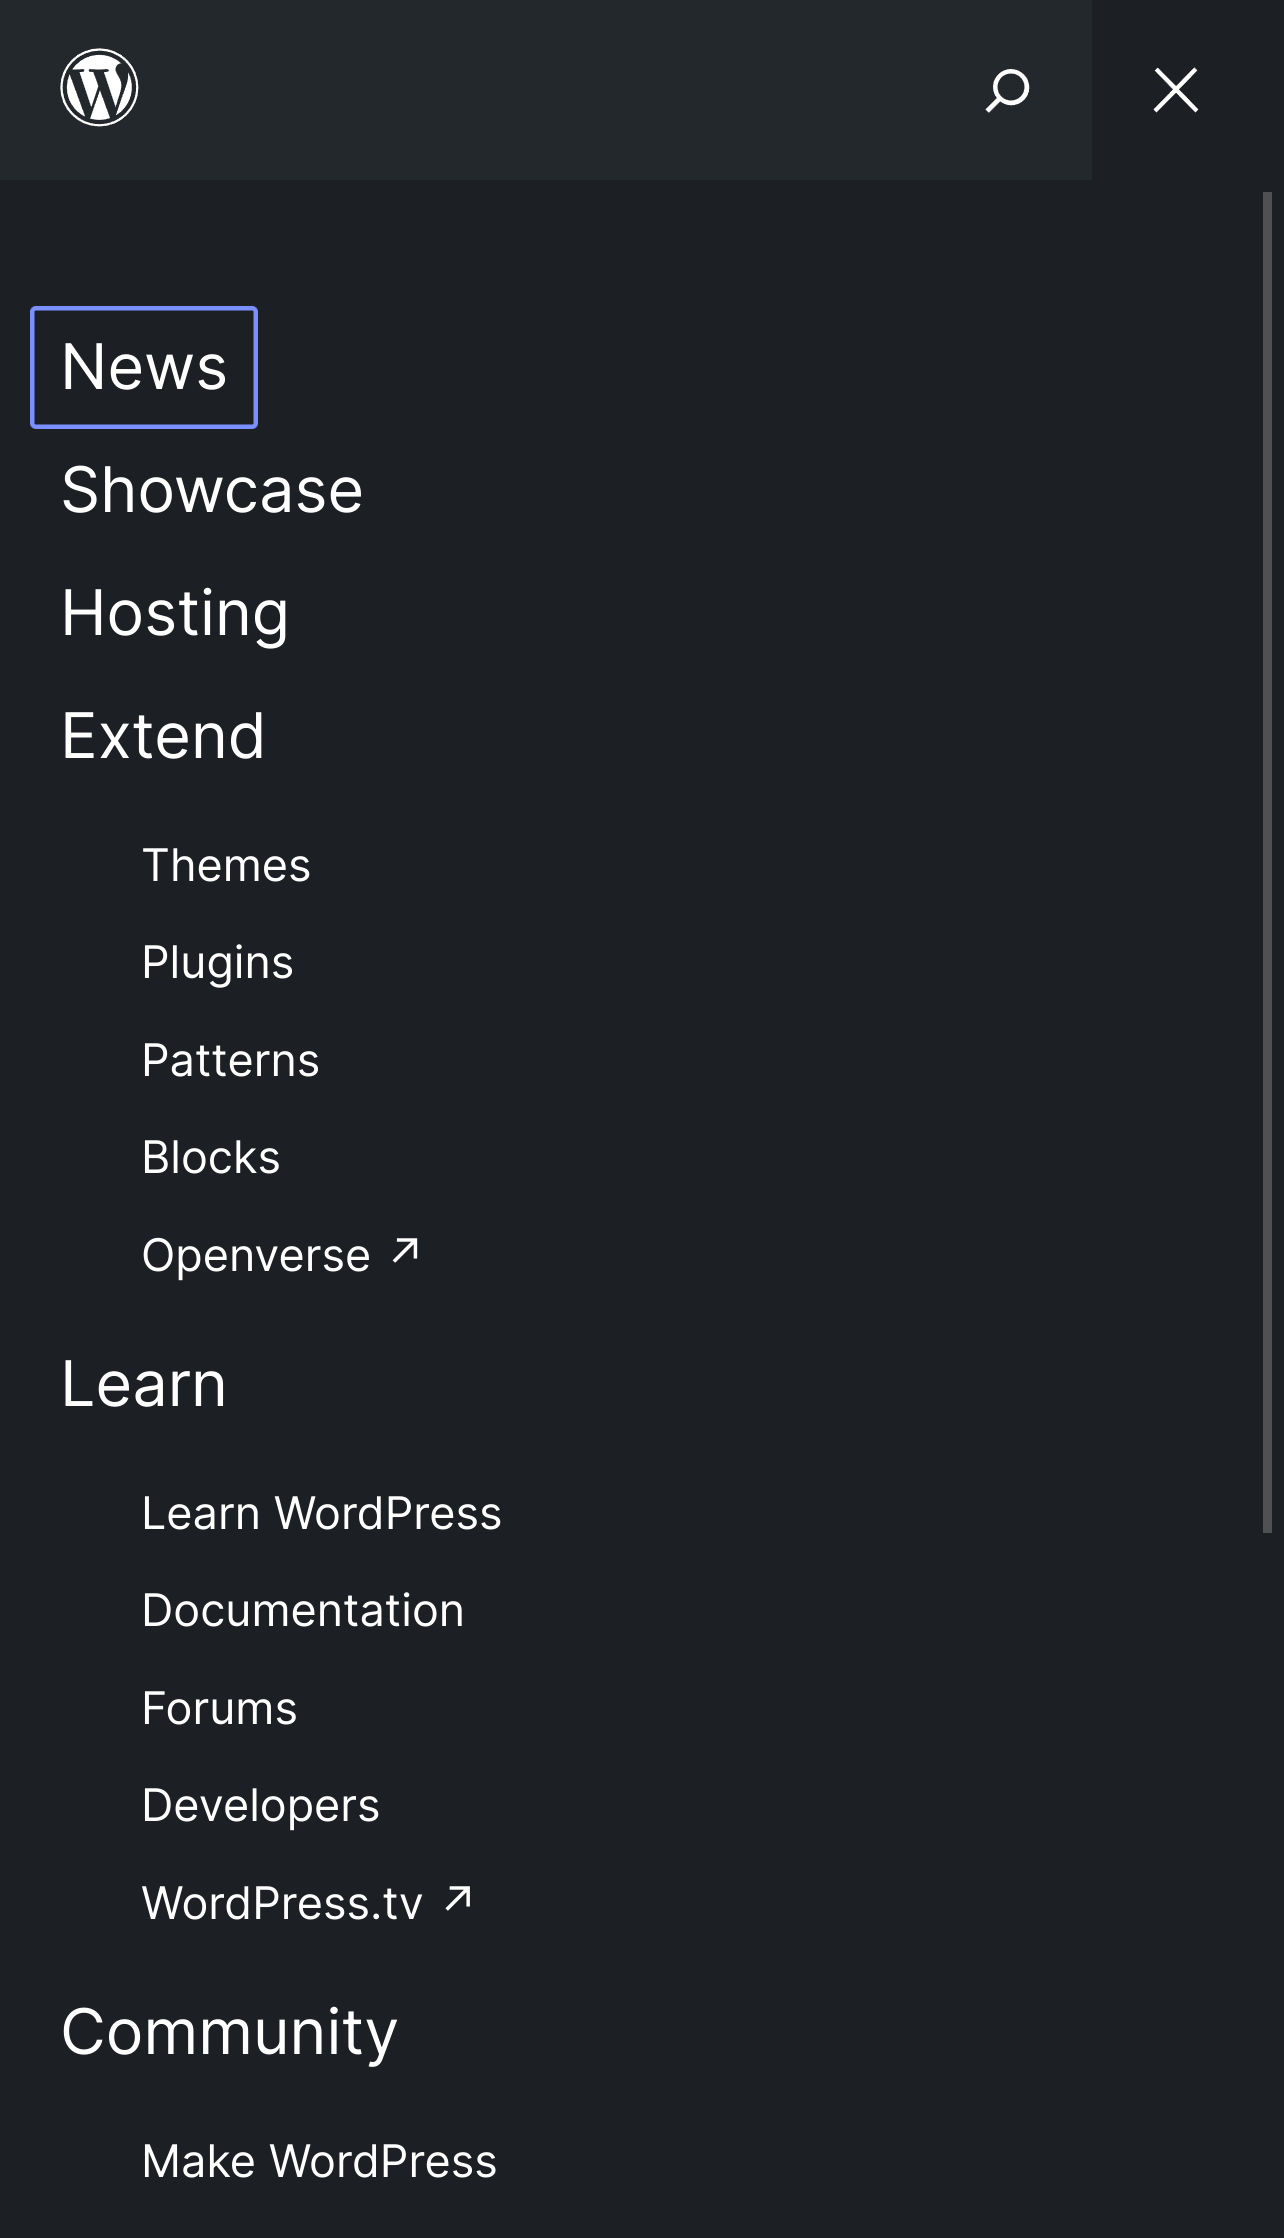 News
Showcase
Hosting
Extend
Themes
Plugins
Patterns
Blocks
Openverse ↗
Learn
Learn WordPress
Documentation
Forums
Developers
WordPress.tv ↗
Community
Make WordPress